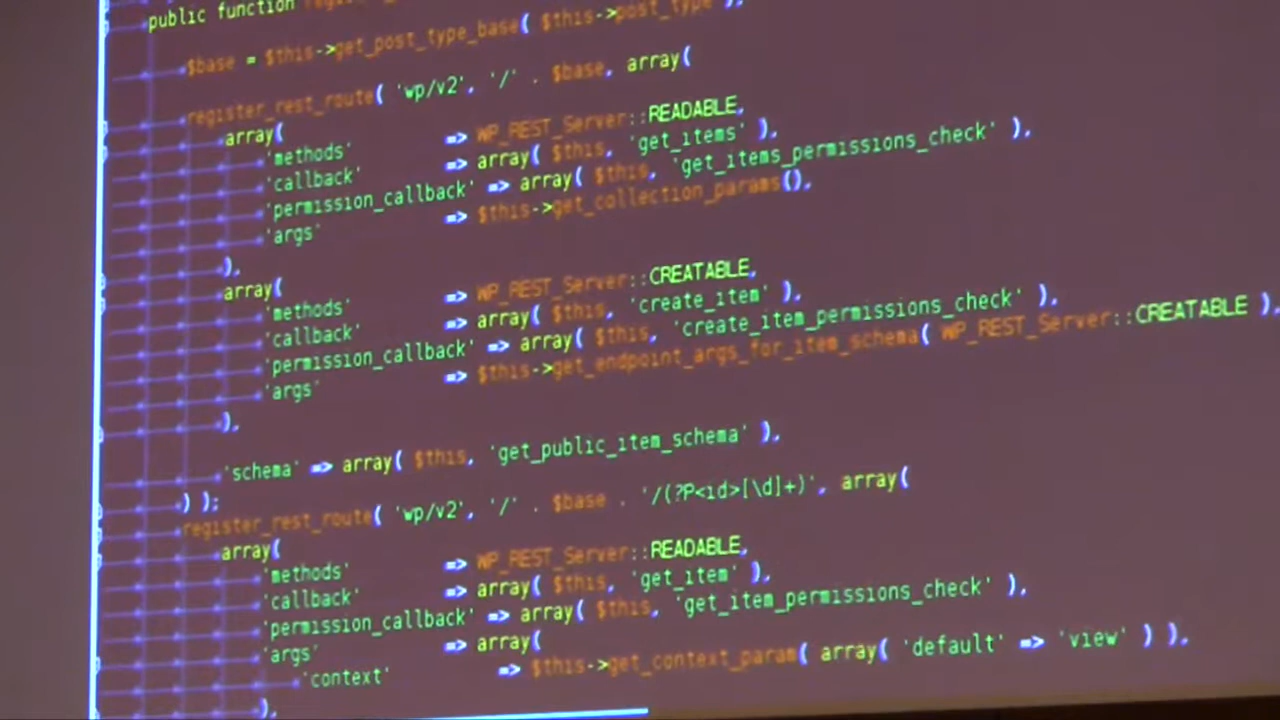 public function
$base = $this->get_post_type_base( $this->post_type );
register_rest_route( 'wp/v2', '/' . $base, array(
array(
'methods' => WP_REST_Server::READABLE,
'callback' => array( $this, 'get_items' ),
'permission_callback' => array( $this, 'get_items_permissions_check' ),
'args' => $this->get_collection_params(),
),
array(
'methods' => WP_REST_Server::CREATABLE,
'callback' => array( $this, 'create_item' ),
'permission_callback' => array( $this, 'create_item_permissions_check' ),
'args' => $this->get_endpoint_args_for_item_schema( WP_REST_Server::CREATABLE ),
),
'schema' => array( $this, 'get_public_item_schema' ),
) );
register_rest_route( 'wp/v2', '/' . $base . '/(?P<id>[\d]+)', array(
array(
'methods' => WP_REST_Server::READABLE,
'callback' => array( $this, 'get_item' ),
'permission_callback' => array( $this, 'get_item_permissions_check' ),
'args' => array(
'context' => $this->get_context_param( array( 'default' => 'view' ) ),
),